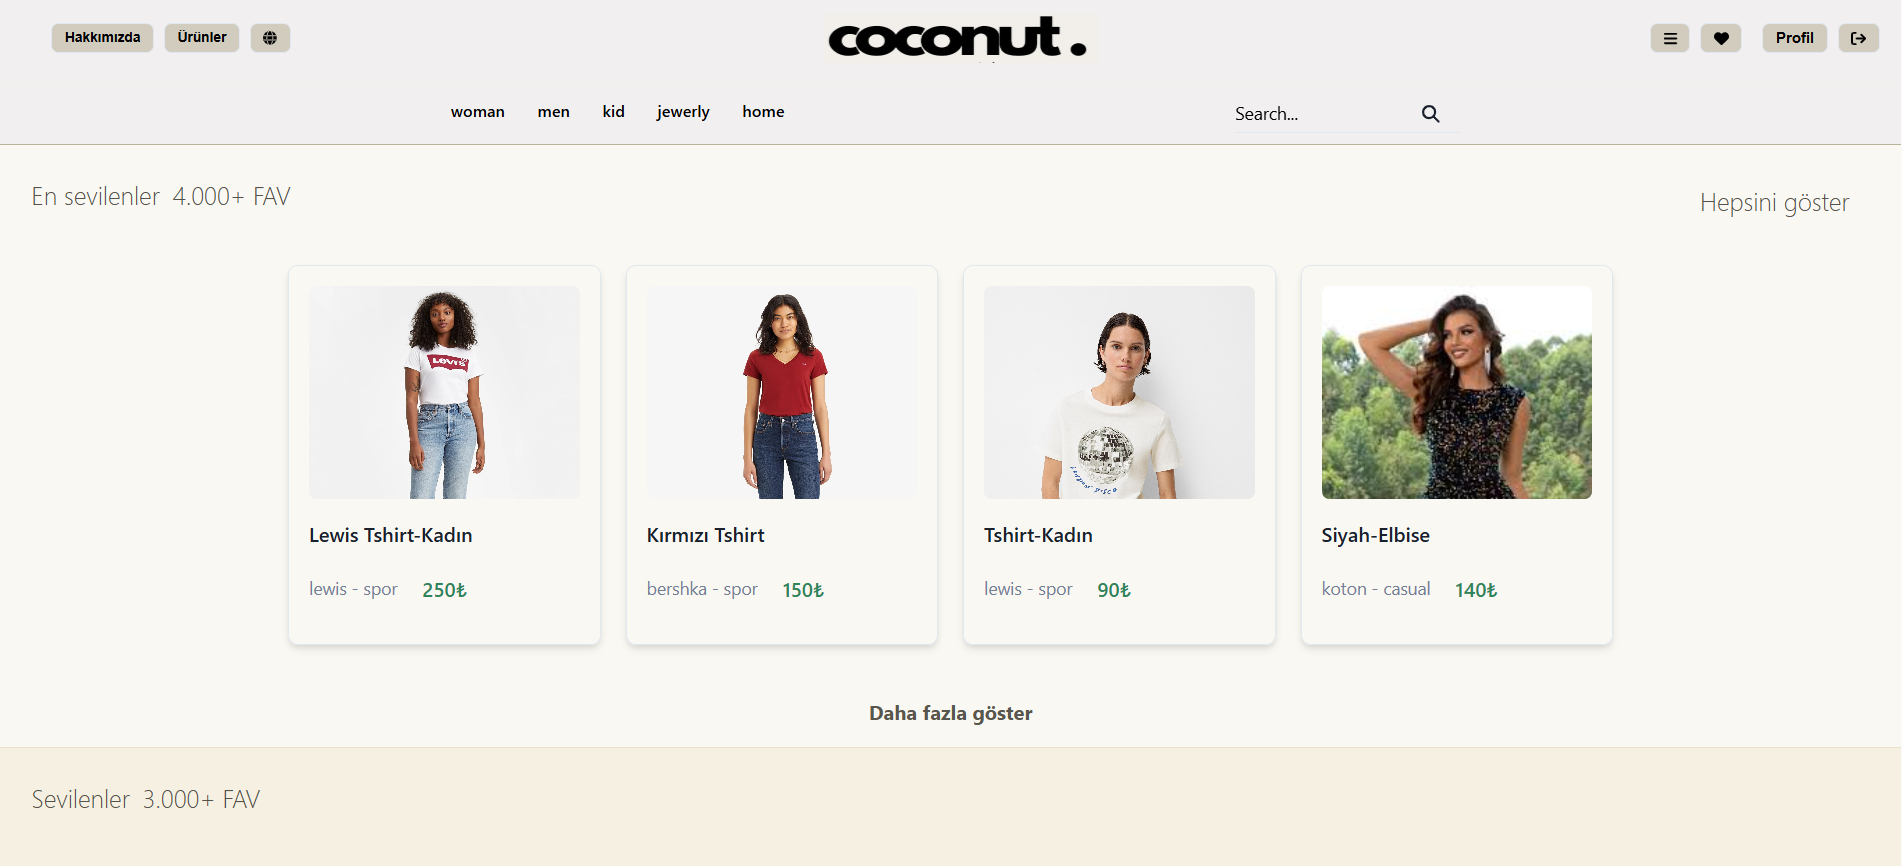 Hakkımızda Ürünler coconut. Profil
woman men kid jewerly home Search...
En sevilenler 4.000+ FAV
Hepsini göster
LEVI'S
Lewis Tshirt-Kadın
lewis - spor 250₺
Kırmızı Tshirt
bershka - spor 150₺
Tshirt-Kadın
lewis - spor 90₺
Siyah-Elbise
koton - casual 140₺
Daha fazla göster
Sevilenler 3.000+ FAV